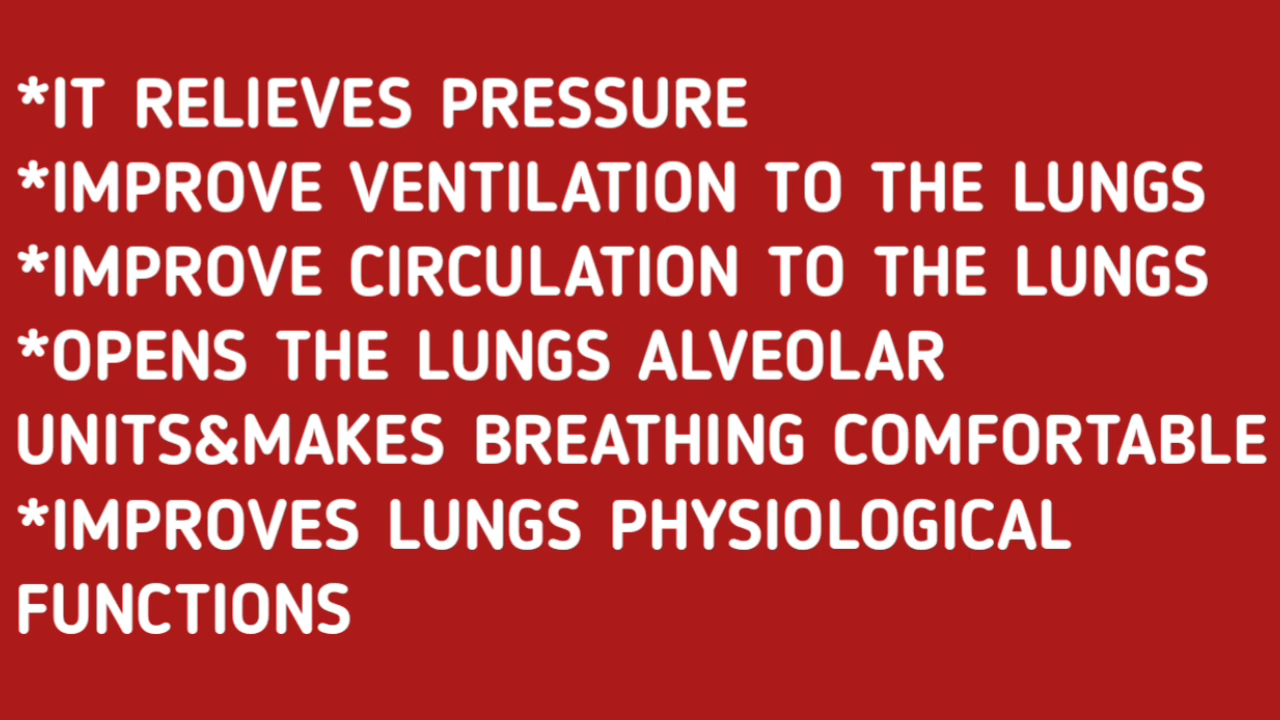 *IT RELIEVES PRESSURE
*IMPROVE VENTILATION TO THE LUNGS
*IMPROVE CIRCULATION TO THE LUNGS
*OPENS THE LUNGS ALVEOLAR
UNITS&MAKES BREATHING COMFORTABLE
*IMPROVES LUNGS PHYSIOLOGICAL
FUNCTIONS